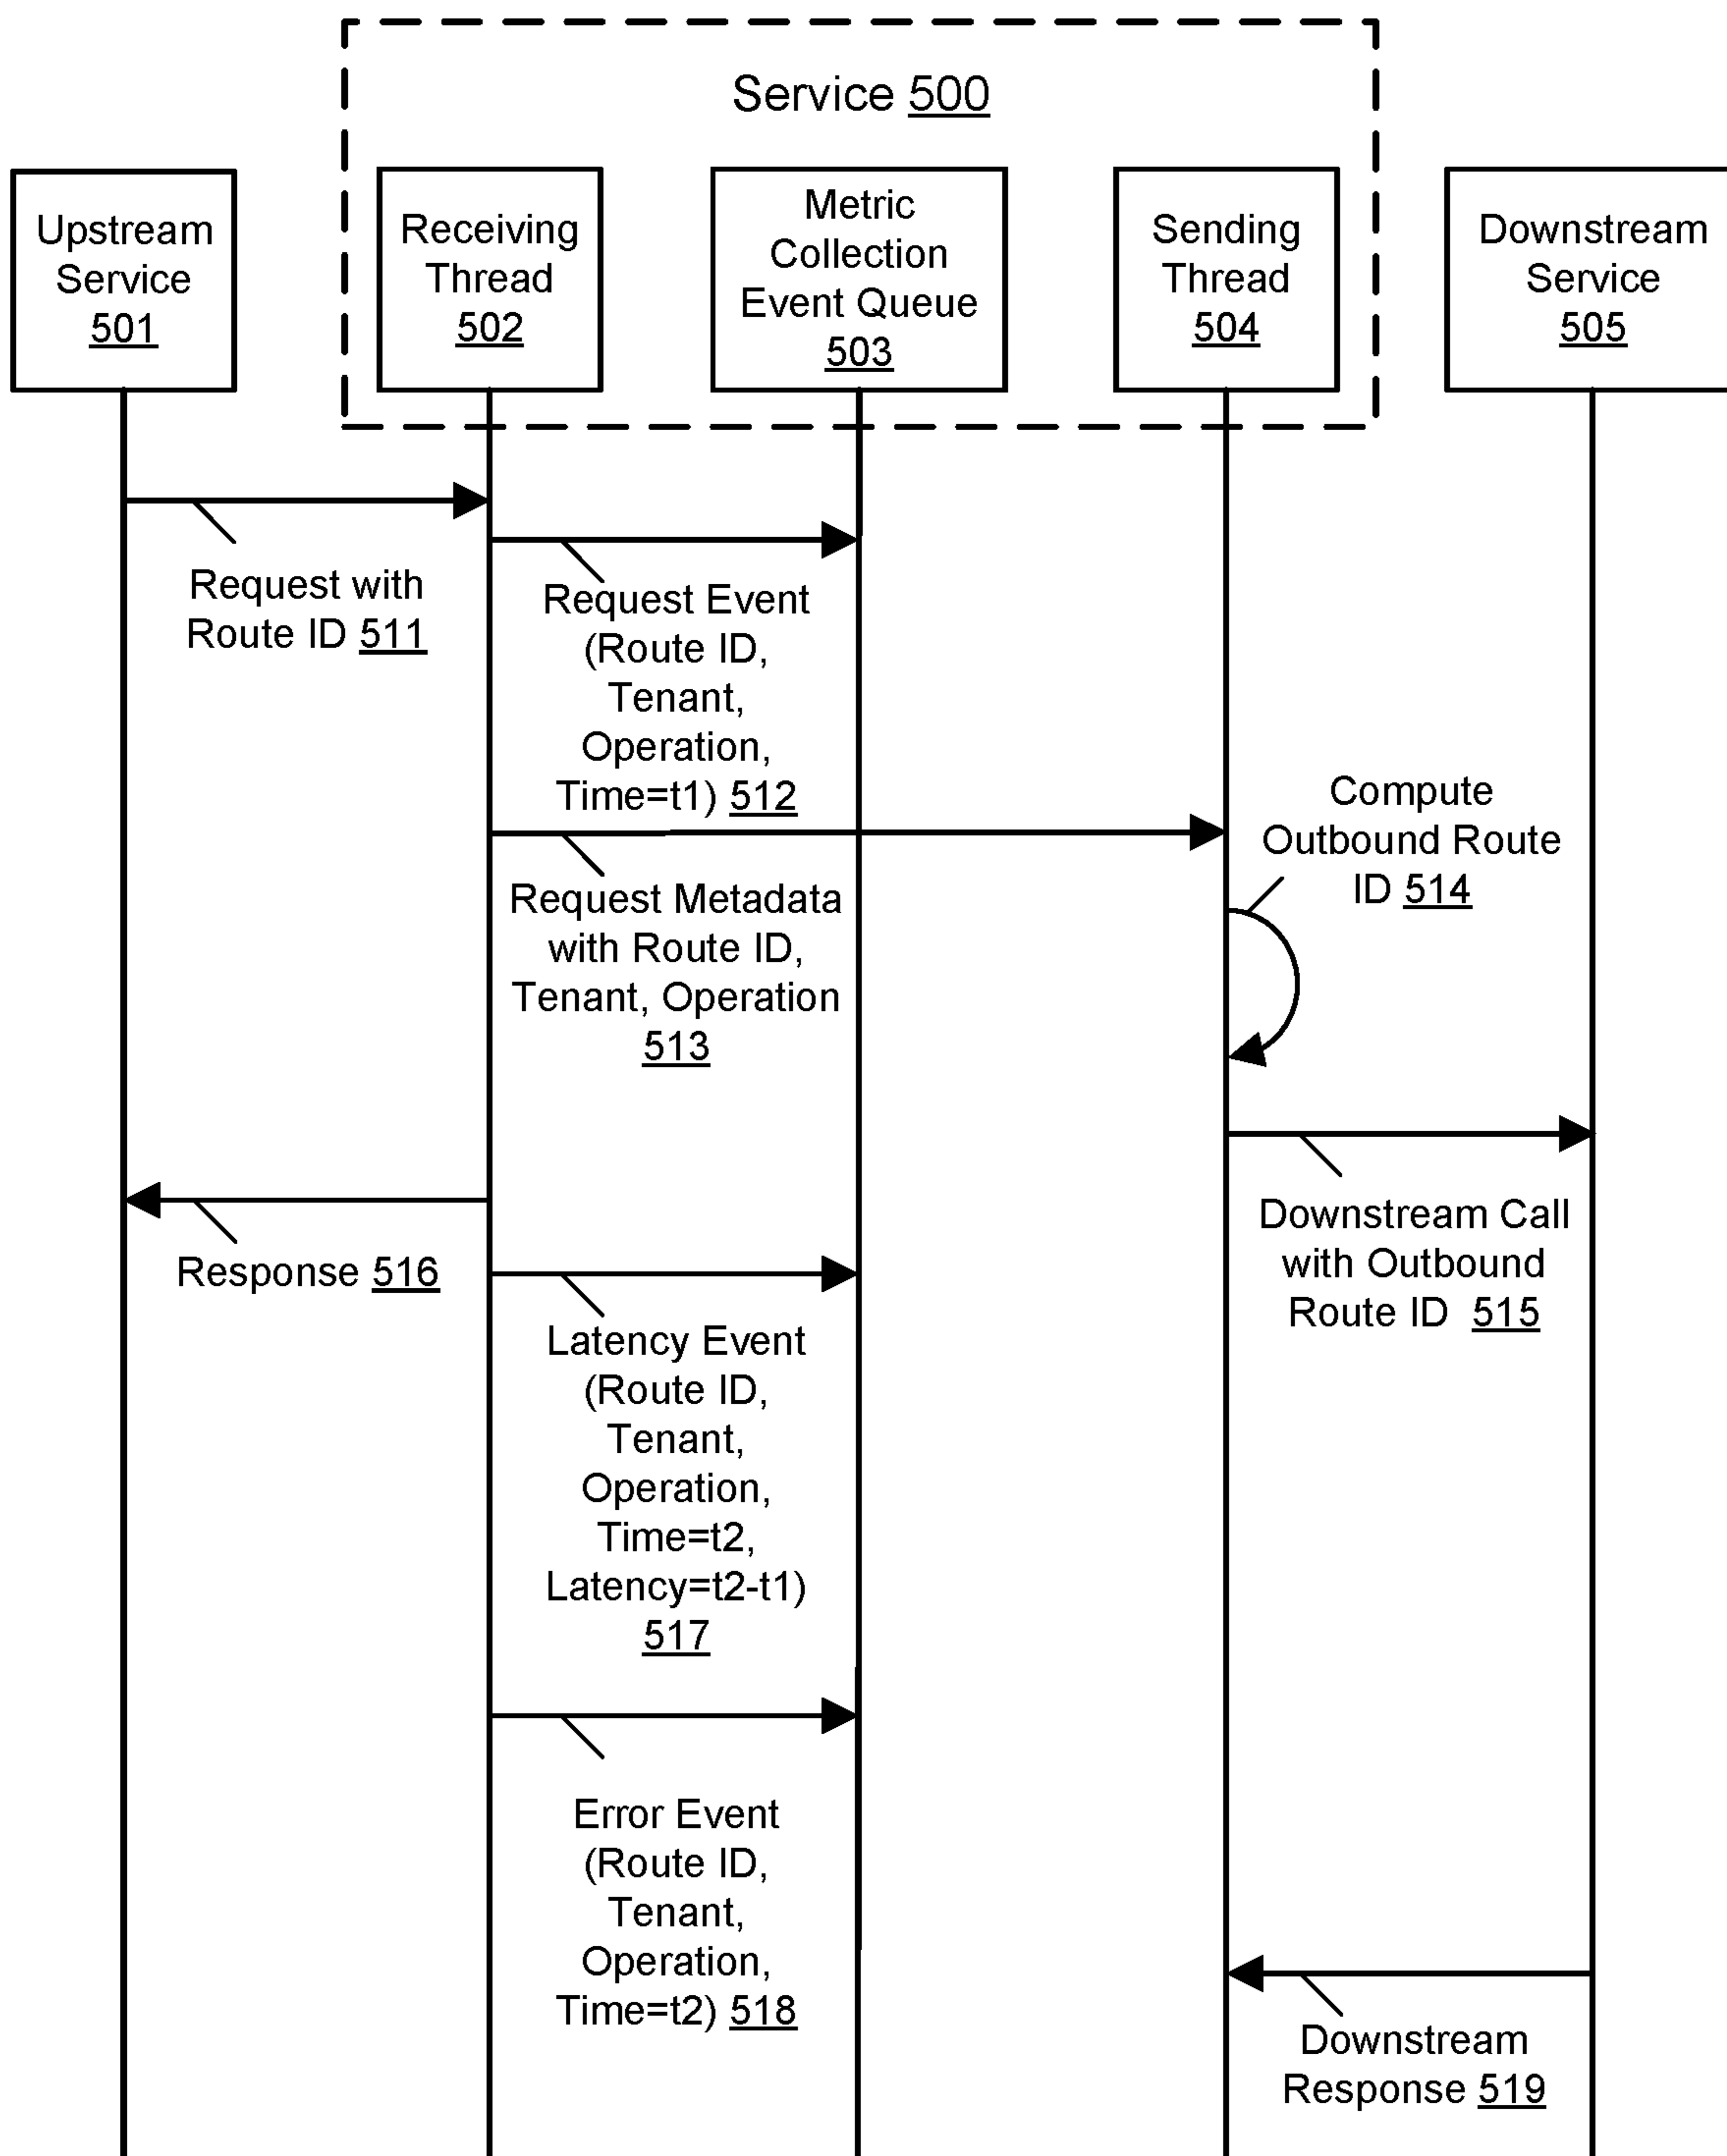 Service 500
Upstream
Service
501
Receiving
Thread
502
Metric
Collection
Event Queue
503
Sending
Thread
504
Downstream
Service
505
Request with
Route ID 511
Request Event
(Route ID,
Tenant,
Operation,
Time=t1) 512
Compute
Outbound Route
ID 514
Request Metadata
with Route ID,
Tenant, Operation
513
Downstream Call
with Outbound
Route ID 515
Response 516
Latency Event
(Route ID,
Tenant,
Operation,
Time=t2,
Latency=t2-t1)
517
Error Event
(Route ID,
Tenant,
Operation,
Time=t2) 518
Downstream
Response 519